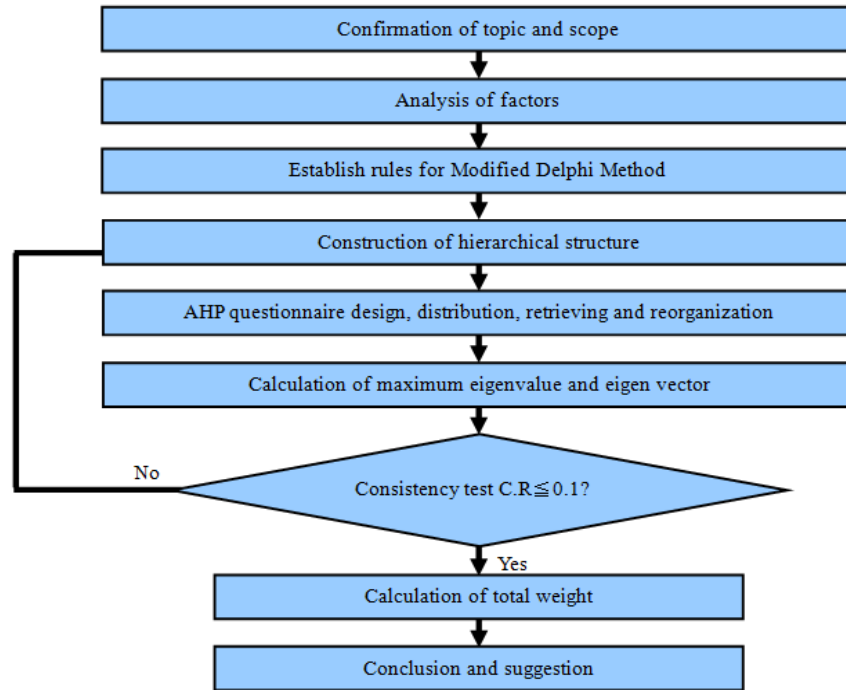 Confirmation of topic and scope
Analysis of factors
Establish rules for Modified Delphi Method
Construction of hierarchical structure
AHP questionnaire design, distribution, retrieving and reorganization
Calculation of maximum eigenvalue and eigen vector
No
Consistency test C.R≦0.1?
Yes
Calculation of total weight
Conclusion and suggestion